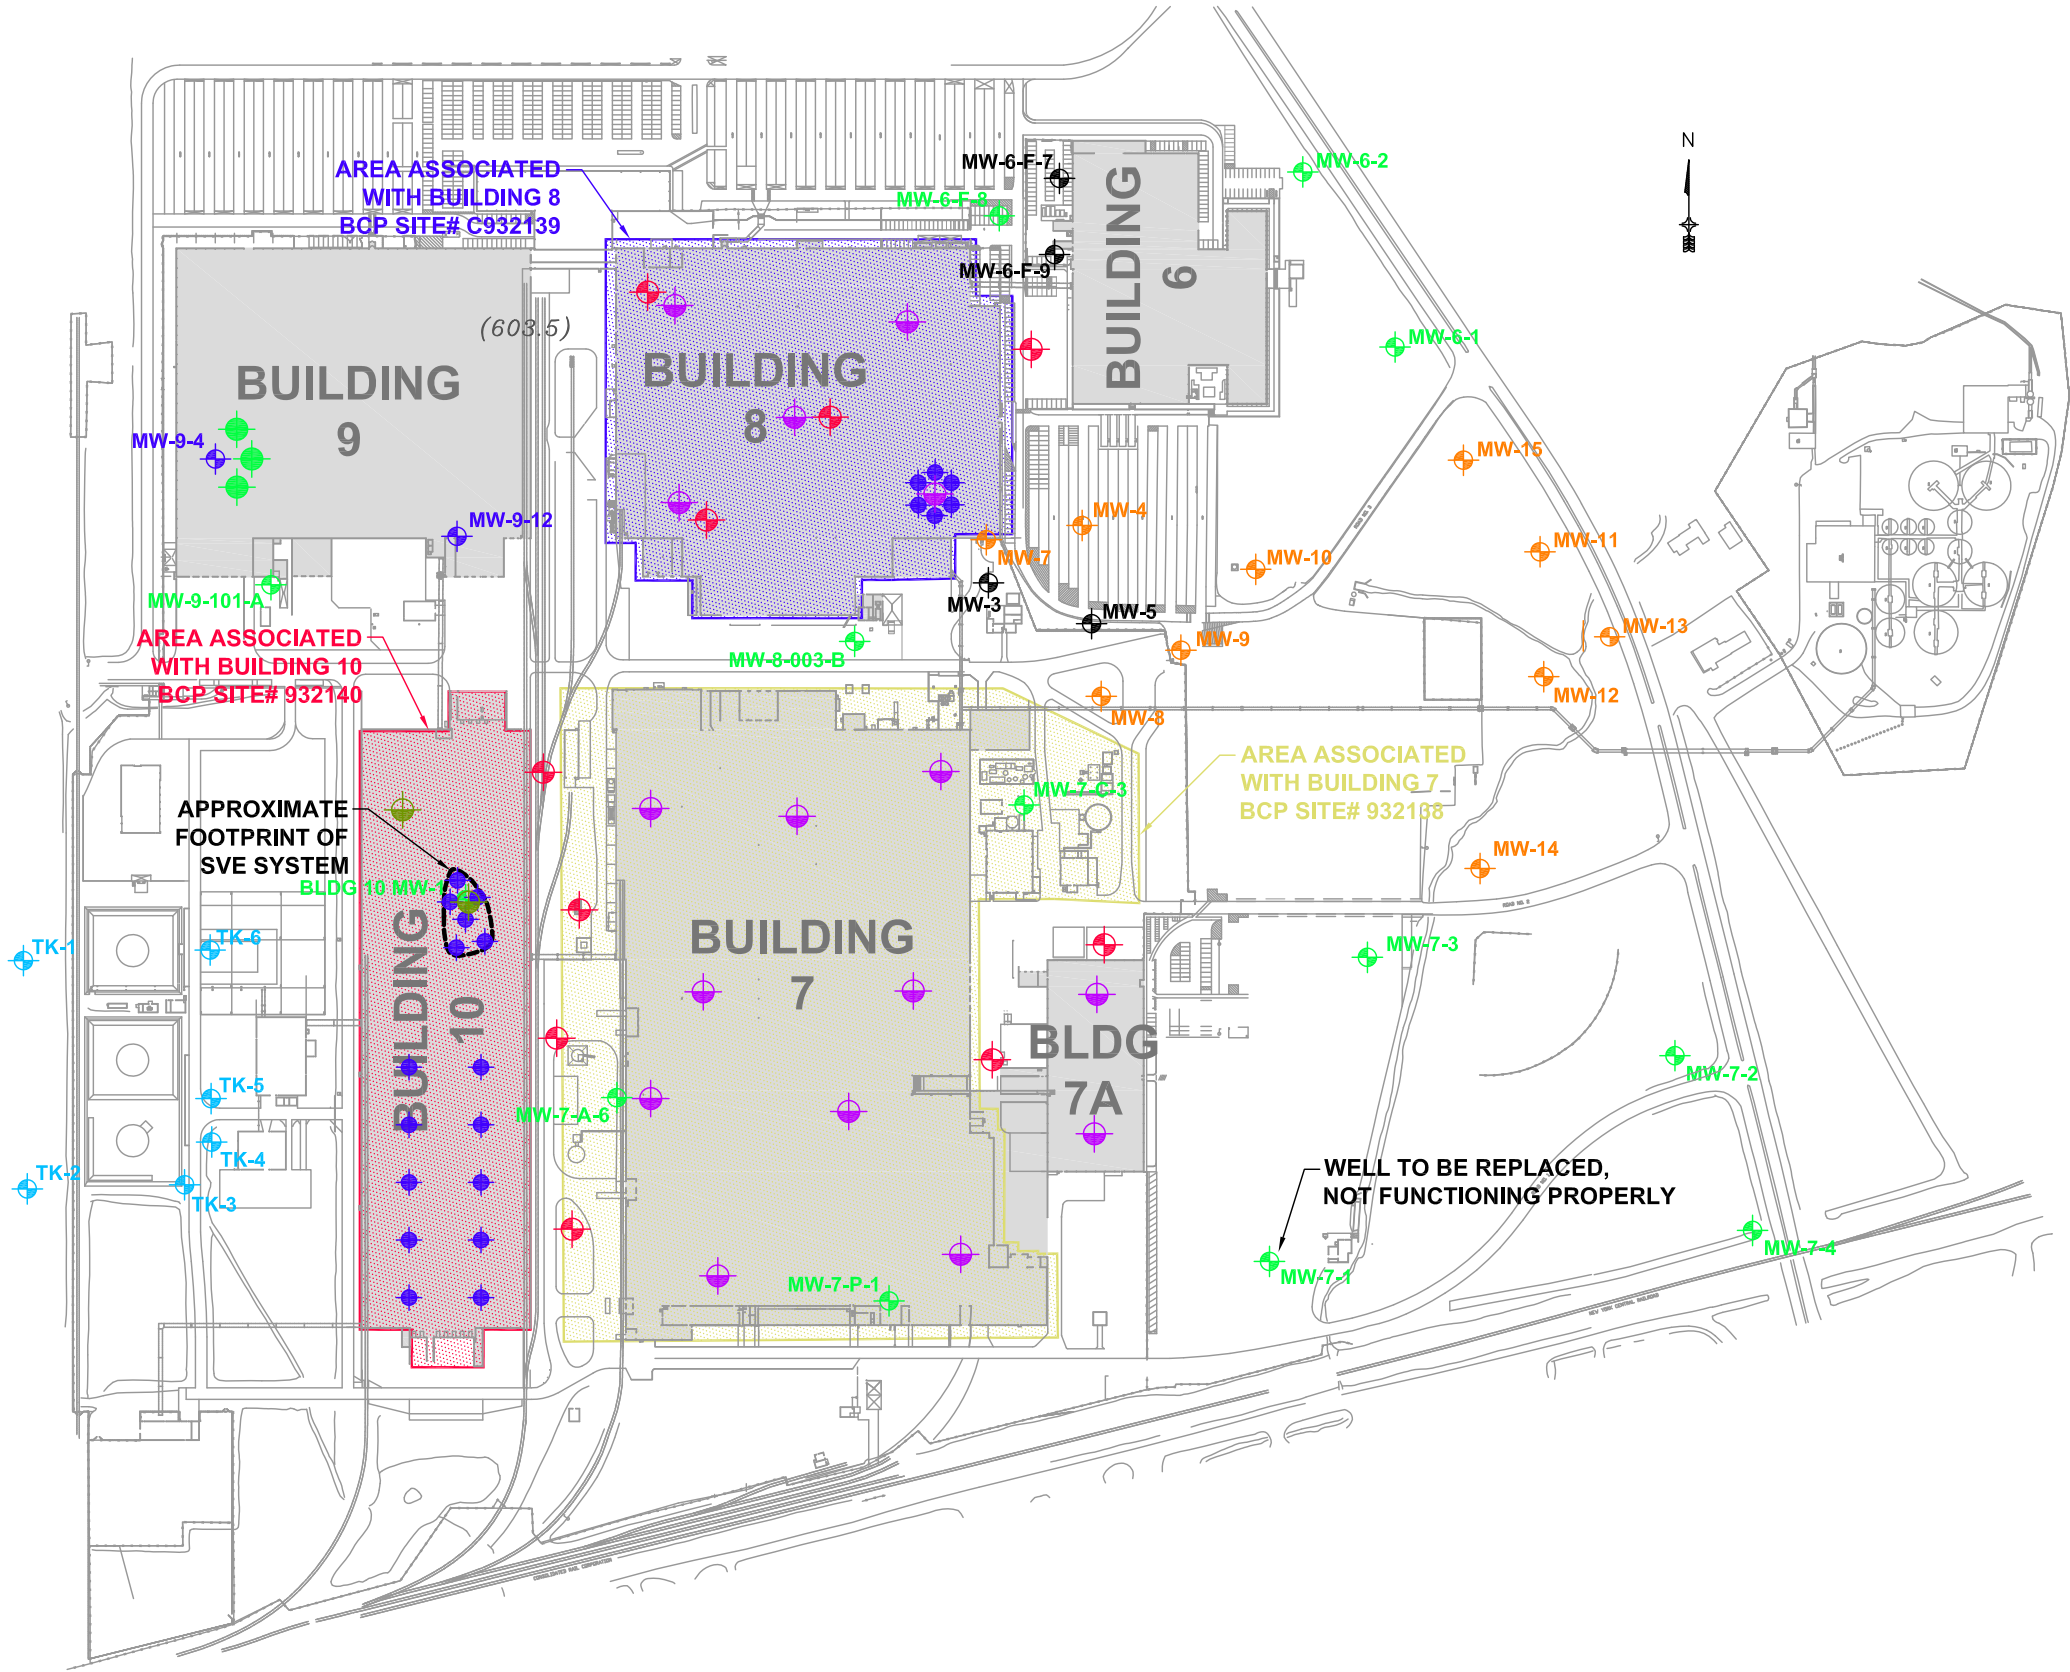 N
AREA ASSOCIATED
WITH BUILDING 8
BCP SITE# C932139
MW-6-F-7
MW-6-2
MW-6-F-8
MW-6-F-9
BUILDING
6
(603.5)
MW-6-1
BUILDING
9
BUILDING
8
MW-9-4
MW-15
MW-9-12
MW-4
MW-7
MW-10
MW-11
MW-9-101-A
MW-3
MW-5
AREA ASSOCIATED
WITH BUILDING 10
BCP SITE# 932140
MW-8-003-B
MW-9
MW-13
MW-12
MW-8
AREA ASSOCIATED
WITH BUILDING 7
BCP SITE# 932138
APPROXIMATE
FOOTPRINT OF
SVE SYSTEM
MW-7-C-3
MW-14
BLDG 10 MW-1
BUILDING
10
BUILDING
7
TK-1
TK-6
MW-7-3
BLDG
7A
TK-5
MW-7-A-6
MW-7-2
TK-4
TK-2
TK-3
WELL TO BE REPLACED,
NOT FUNCTIONING PROPERLY
MW-7-4
MW-7-1
MW-7-P-1
NEW YORK CENTRAL RAILROAD
CONSOLIDATED RAIL CORPORATION